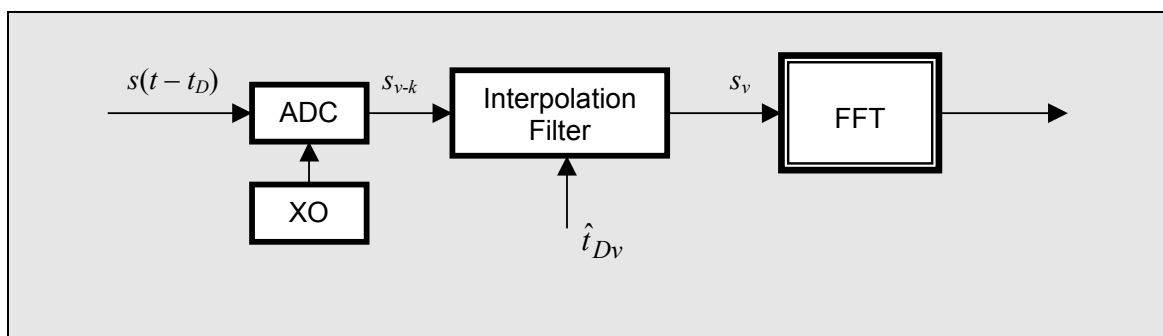 s(t – t_D)
ADC
XO
s_{v-k}
Interpolation
Filter
t̂_{Dv}
s_v
FFT